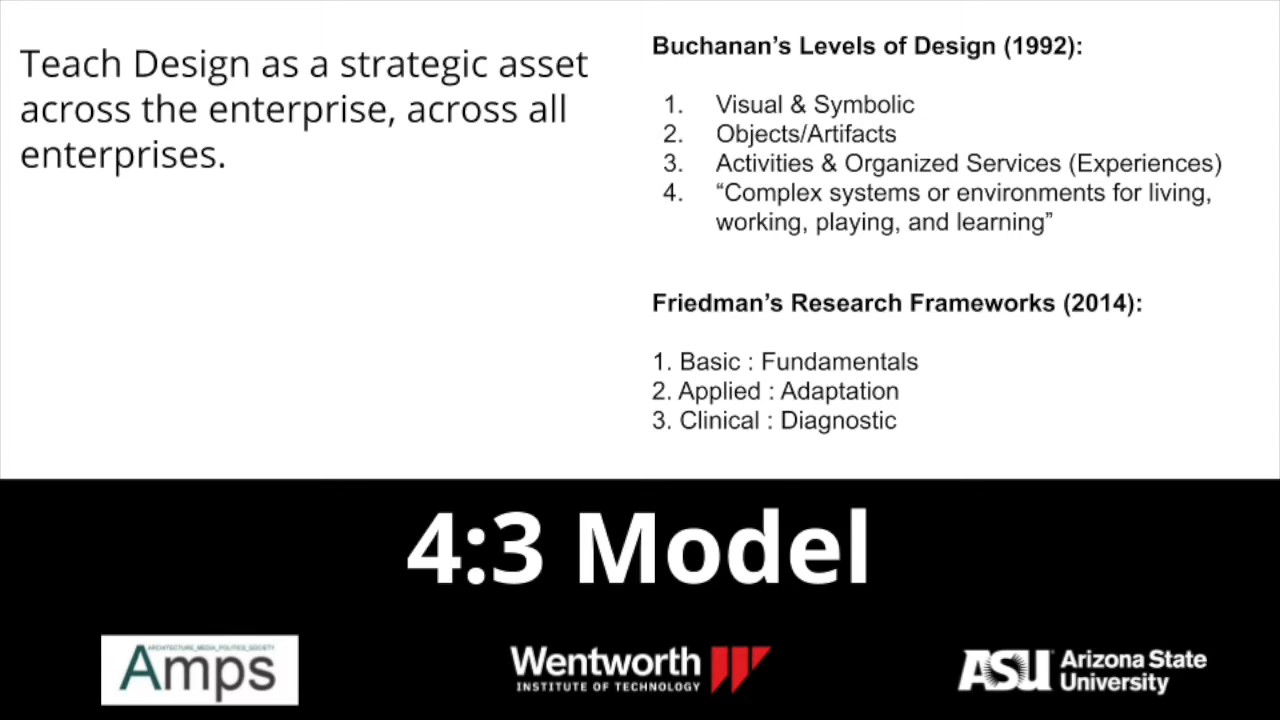 Teach Design as a strategic asset
across the enterprise, across all
enterprises.
Buchanan’s Levels of Design (1992):
1. Visual & Symbolic
2. Objects/Artifacts
3. Activities & Organized Services (Experiences)
4. “Complex systems or environments for living,
working, playing, and learning”
Friedman’s Research Frameworks (2014):
1. Basic : Fundamentals
2. Applied : Adaptation
3. Clinical : Diagnostic
4:3 Model
ARCHITECTURE_MEDIA_POLITICS_SOCIETY
Amps
Wentworth
INSTITUTE OF TECHNOLOGY
ASU
Arizona State
University